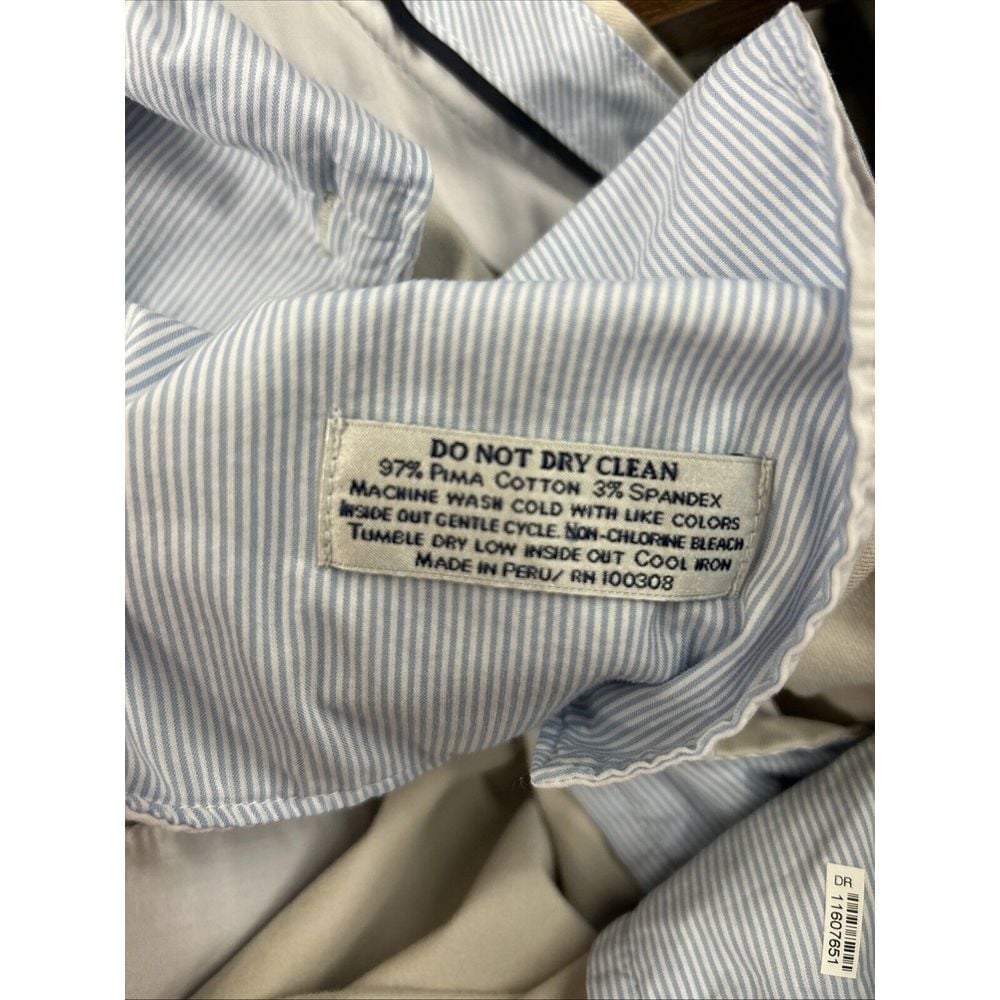 DO NOT DRY CLEAN
97% PIMA COTTON 3% SPANDEX
MACHINE WASH COLD WITH LIKE COLORS
INSIDE OUT GENTLE CYCLE. NON-CHLORINE BLEACH
TUMBLE DRY LOW INSIDE OUT COOL IRON
MADE IN PERU/ RN 100308
DR
11607651